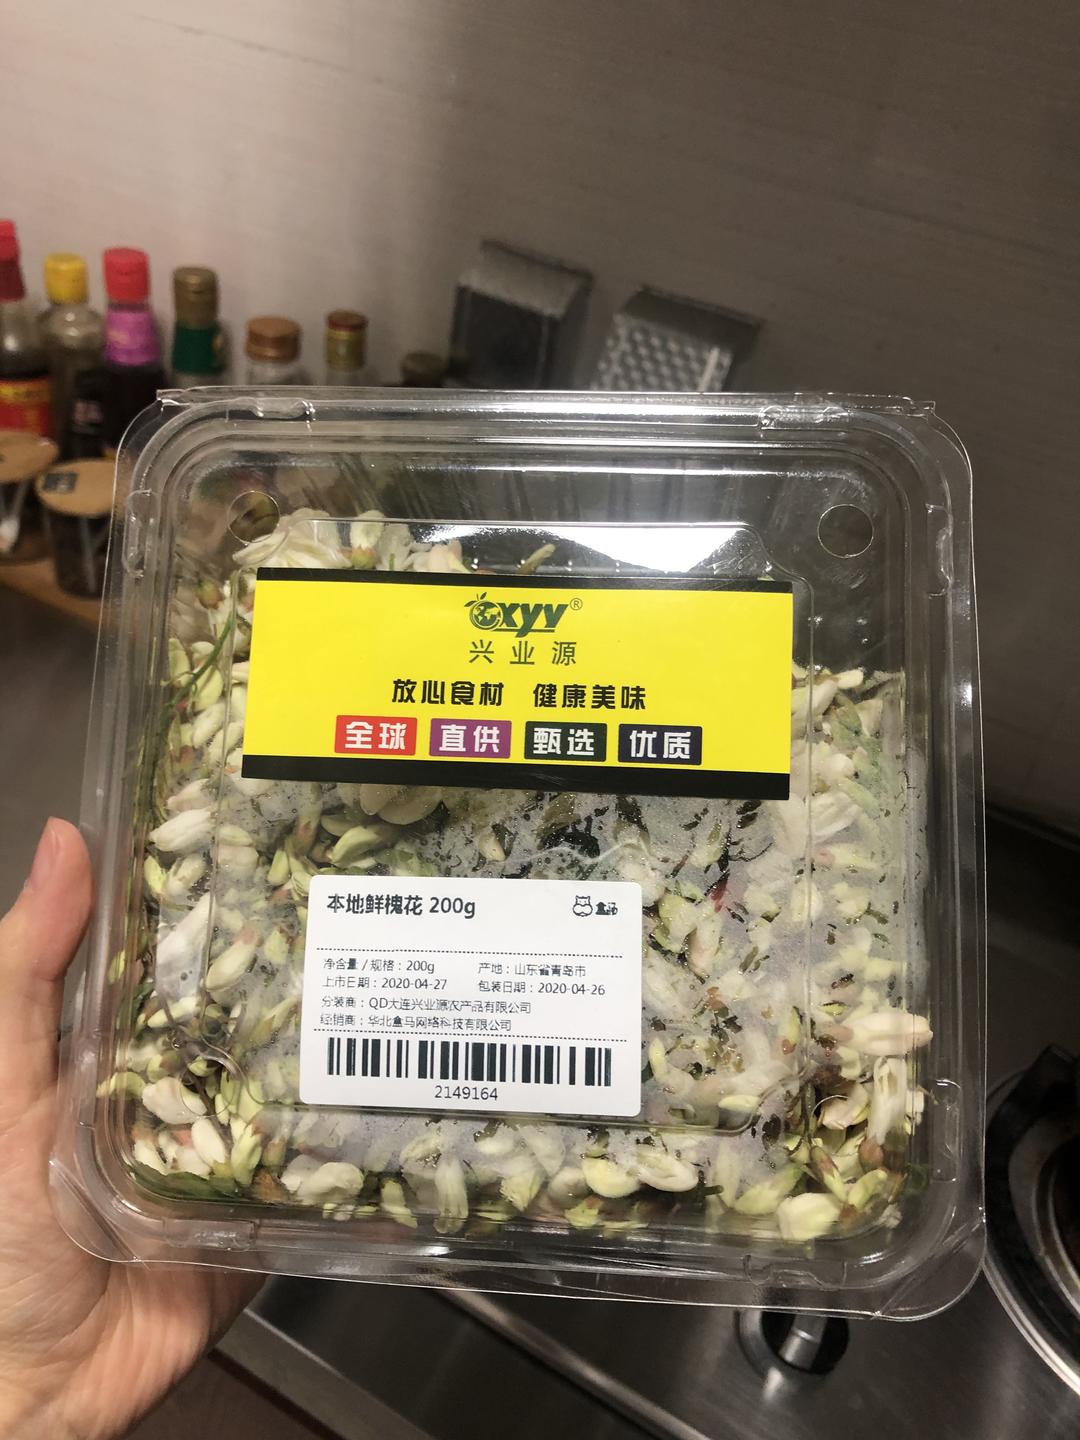 xyy®
兴业源
放心食材 健康美味
全球 直供 甄选 优质
本地鲜槐花 200g
盒马
净含量/规格：200g 产地：山东省青岛市
上市日期：2020-04-27 包装日期：2020-04-26
分装商：QD大连兴业源农产品有限公司
经销商：华北盒马网络科技有限公司
2149164